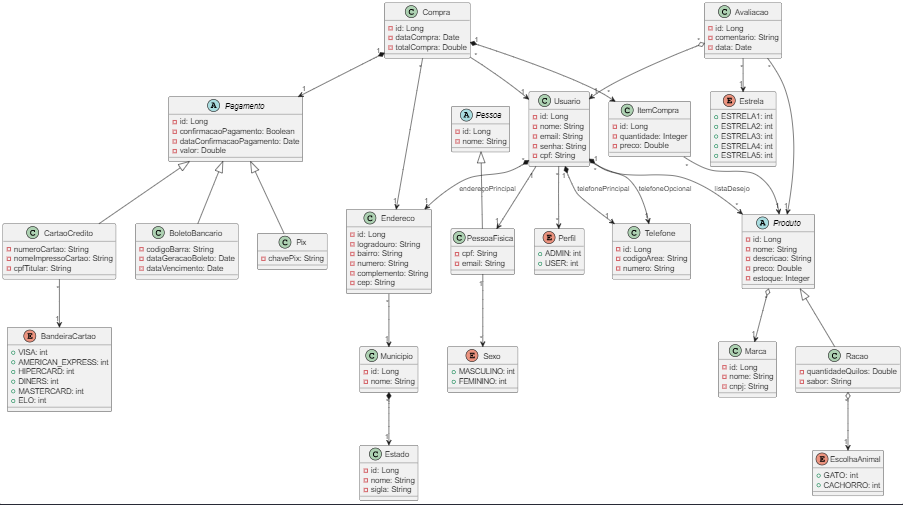 C Compra
id: Long
dataCompra: Date
totalCompra: Double
C Avaliacao
id: Long
comentario: String
data: Date
A Pagamento
id: Long
confirmacaoPagamento: Boolean
dataConfirmacaoPagamento: Date
valor: Double
A Pessoa
id: Long
nome: String
C Usuario
id: Long
nome: String
email: String
senha: String
cpf: String
C ItemCompra
id: Long
quantidade: Integer
preco: Double
E Estrela
ESTRELA1: int
ESTRELA2: int
ESTRELA3: int
ESTRELA4: int
ESTRELA5: int
enderecoPrincipal
telefonePrincipal
telefoneOpcional
listaDesejo
C CartaoCredito
numeroCartao: String
nomeImpressoCartao: String
cpfTitular: String
C BoletoBancario
codigoBarra: String
dataGeracaoBoleto: Date
dataVencimento: Date
C Pix
chavePix: String
C Endereco
id: Long
logradouro: String
bairro: String
numero: String
complemento: String
cep: String
C PessoaFisica
cpf: String
email: String
E Perfil
ADMIN: int
USER: int
C Telefone
id: Long
codigoArea: String
numero: String
A Produto
id: Long
nome: String
descricao: String
preco: Double
estoque: Integer
E BandeiraCartao
VISA: int
AMERICAN_EXPRESS: int
HIPERCARD: int
DINERS: int
MASTERCARD: int
ELO: int
C Municipio
id: Long
nome: String
E Sexo
MASCULINO: int
FEMININO: int
C Marca
id: Long
nome: String
cnpj: String
C Racao
quantidadeQuilos: Double
sabor: String
C Estado
id: Long
nome: String
sigla: String
E EscolhaAnimal
GATO: int
CACHORRO: int